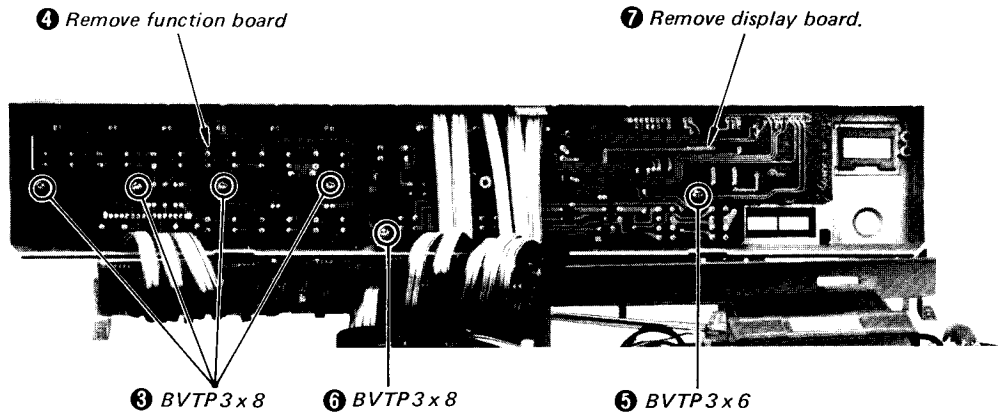 ❹ Remove function board
❼ Remove display board.
❸ BVTP 3 x 8
❻ BVTP 3 x 8
❺ BVTP 3 x 6